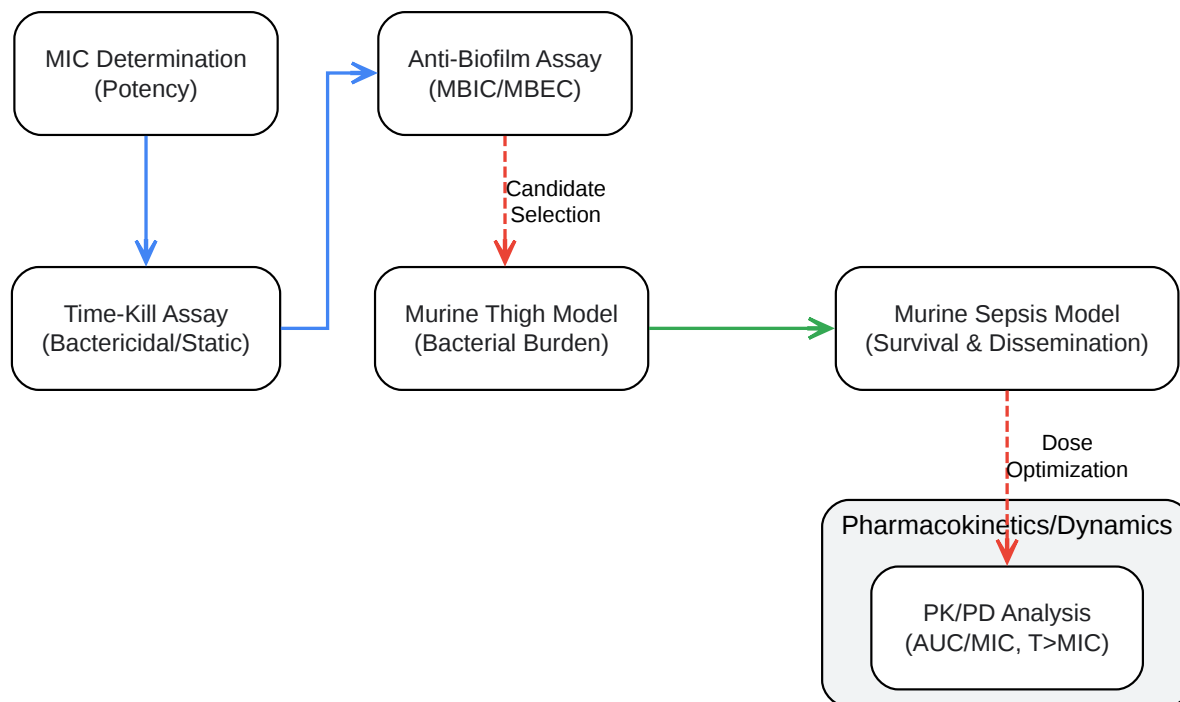 MIC Determination
(Potency)
Anti-Biofilm Assay
(MBIC/MBEC)
Candidate
Selection
Time-Kill Assay
(Bactericidal/Static)
Murine Thigh Model
(Bacterial Burden)
Murine Sepsis Model
(Survival & Dissemination)
Dose
Optimization
Pharmacokinetics/Dynamics
PK/PD Analysis
(AUC/MIC, T>MIC)